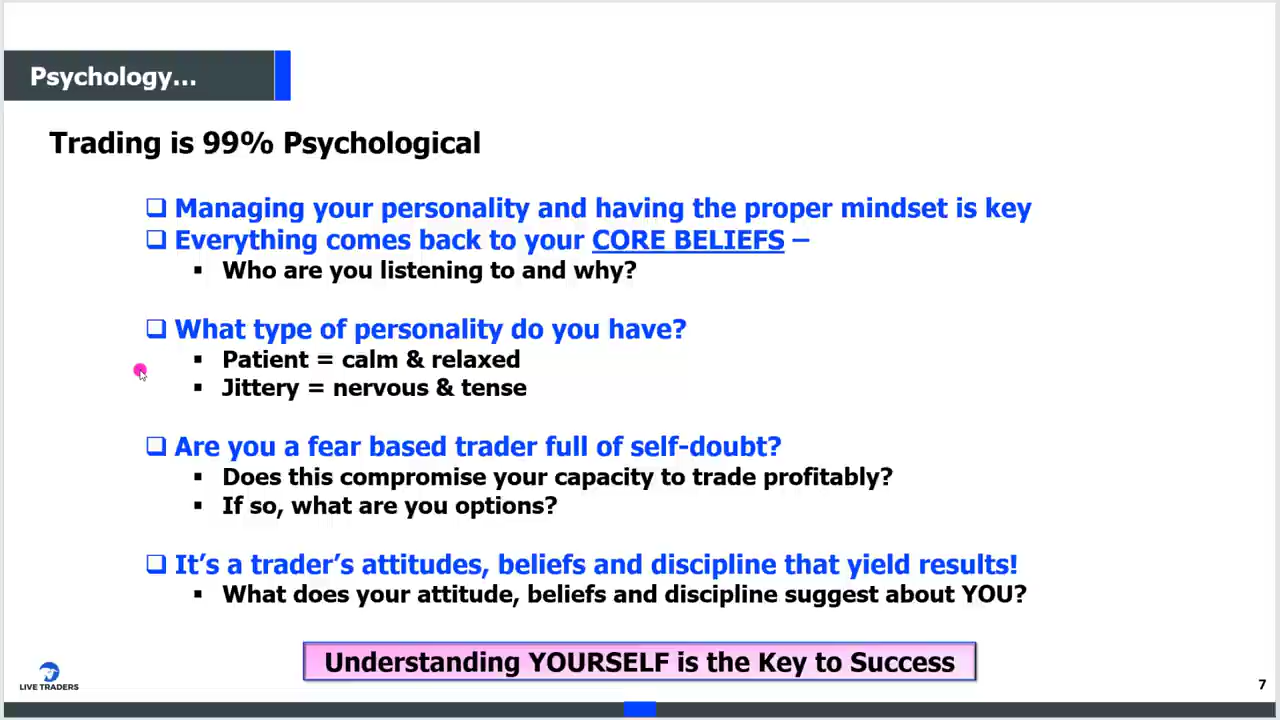 Psychology...
Trading is 99% Psychological
❑ Managing your personality and having the proper mindset is key
❑ Everything comes back to your CORE BELIEFS –
▪ Who are you listening to and why?
❑ What type of personality do you have?
▪ Patient = calm & relaxed
▪ Jittery = nervous & tense
❑ Are you a fear based trader full of self-doubt?
▪ Does this compromise your capacity to trade profitably?
▪ If so, what are you options?
❑ It's a trader's attitudes, beliefs and discipline that yield results!
▪ What does your attitude, beliefs and discipline suggest about YOU?
Understanding YOURSELF is the Key to Success
LIVE TRADERS
7